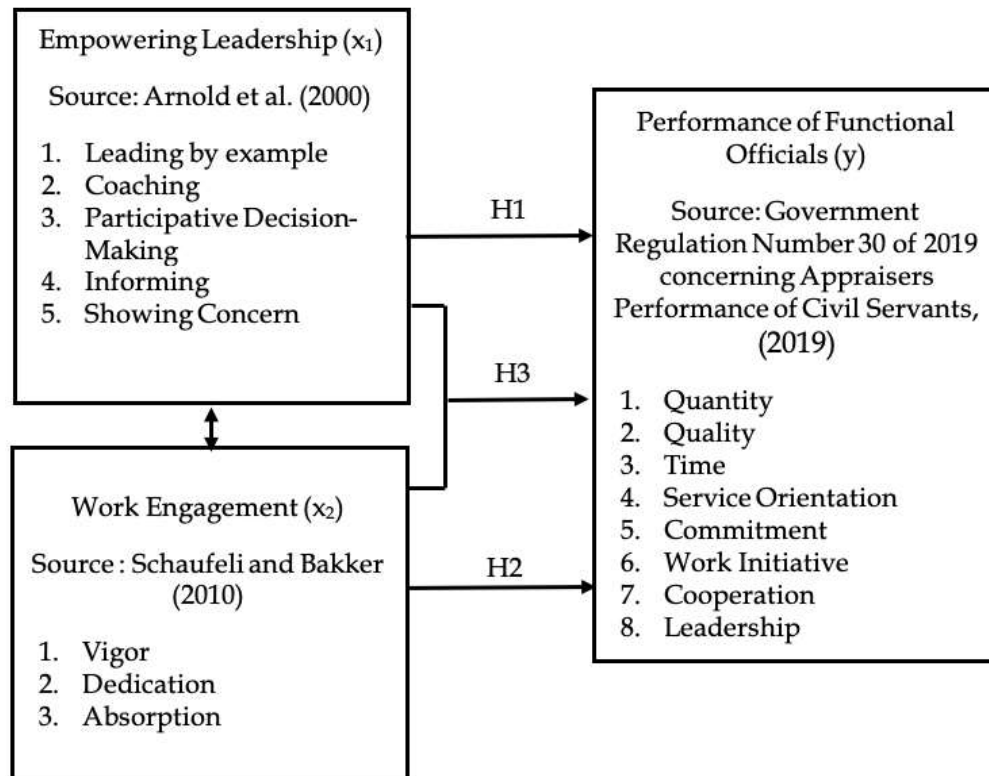 Empowering Leadership (x₁)
Source: Arnold et al. (2000)
1. Leading by example
2. Coaching
3. Participative Decision-
Making
4. Informing
5. Showing Concern
Work Engagement (x₂)
Source : Schaufeli and Bakker
(2010)
1. Vigor
2. Dedication
3. Absorption
H1
H3
H2
Performance of Functional
Officials (y)
Source: Government
Regulation Number 30 of 2019
concerning Appraisers
Performance of Civil Servants,
(2019)
1. Quantity
2. Quality
3. Time
4. Service Orientation
5. Commitment
6. Work Initiative
7. Cooperation
8. Leadership